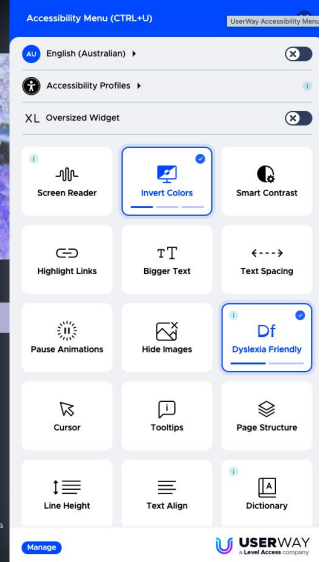 Accessibility Menu (CTRL+U)
UserWay Accessibility Menu
AU English (Australian)
Accessibility Profiles
i
XL Oversized Widget
i
Screen Reader
Invert Colors
Smart Contrast
Highlight Links
TT
Bigger Text
Text Spacing
Pause Animations
Hide Images
i
Df
Dyslexia Friendly
Cursor
i
Tooltips
Page Structure
Line Height
Text Align
i
A
Dictionary
Manage
USERWAY
a Level Access company